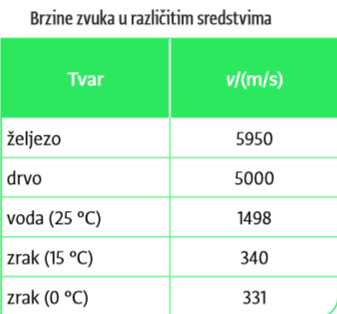 Brzine zvuka u različitim sredstvima
Tvar v/(m/s)
željezo 5950
drvo 5000
voda (25 °C) 1498
zrak (15 °C) 340
zrak (0 °C) 331